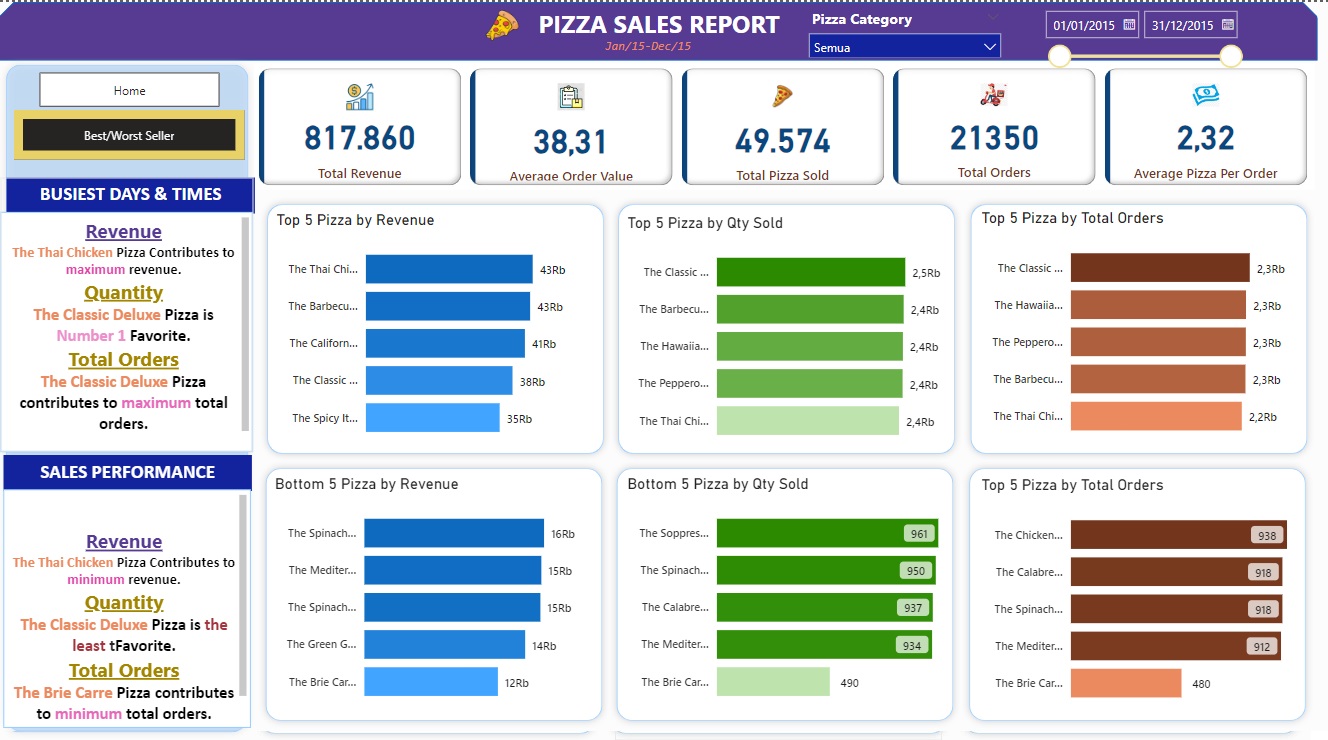 PIZZA SALES REPORT
Jan/15-Dec/15
Pizza Category
Semua
01/01/2015
31/12/2015
Home
Best/Worst Seller
817.860
Total Revenue
38,31
Average Order Value
49.574
Total Pizza Sold
21350
Total Orders
2,32
Average Pizza Per Order
BUSIEST DAYS & TIMES
Revenue
The Thai Chicken Pizza Contributes to
maximum revenue.
Quantity
The Classic Deluxe Pizza is
Number 1 Favorite.
Total Orders
The Classic Deluxe Pizza
contributes to maximum total
orders.
Top 5 Pizza by Revenue
The Thai Chi... 43Rb
The Barbecu... 43Rb
The Californ... 41Rb
The Classic ... 38Rb
The Spicy It... 35Rb
Top 5 Pizza by Qty Sold
The Classic ... 2,5Rb
The Barbecu... 2,4Rb
The Hawaiia... 2,4Rb
The Peppero... 2,4Rb
The Thai Chi... 2,4Rb
Top 5 Pizza by Total Orders
The Classic ... 2,3Rb
The Hawaiia... 2,3Rb
The Peppero... 2,3Rb
The Barbecu... 2,3Rb
The Thai Chi... 2,2Rb
SALES PERFORMANCE
Revenue
The Thai Chicken Pizza Contributes to
minimum revenue.
Quantity
The Classic Deluxe Pizza is the
least tFavorite.
Total Orders
The Brie Carre Pizza contributes
to minimum total orders.
Bottom 5 Pizza by Revenue
The Spinach... 16Rb
The Mediter... 15Rb
The Spinach... 15Rb
The Green G... 14Rb
The Brie Car... 12Rb
Bottom 5 Pizza by Qty Sold
The Soppres... 961
The Spinach... 950
The Calabre... 937
The Mediter... 934
The Brie Car... 490
Top 5 Pizza by Total Orders
The Chicken... 938
The Calabre... 918
The Spinach... 918
The Mediter... 912
The Brie Car... 480